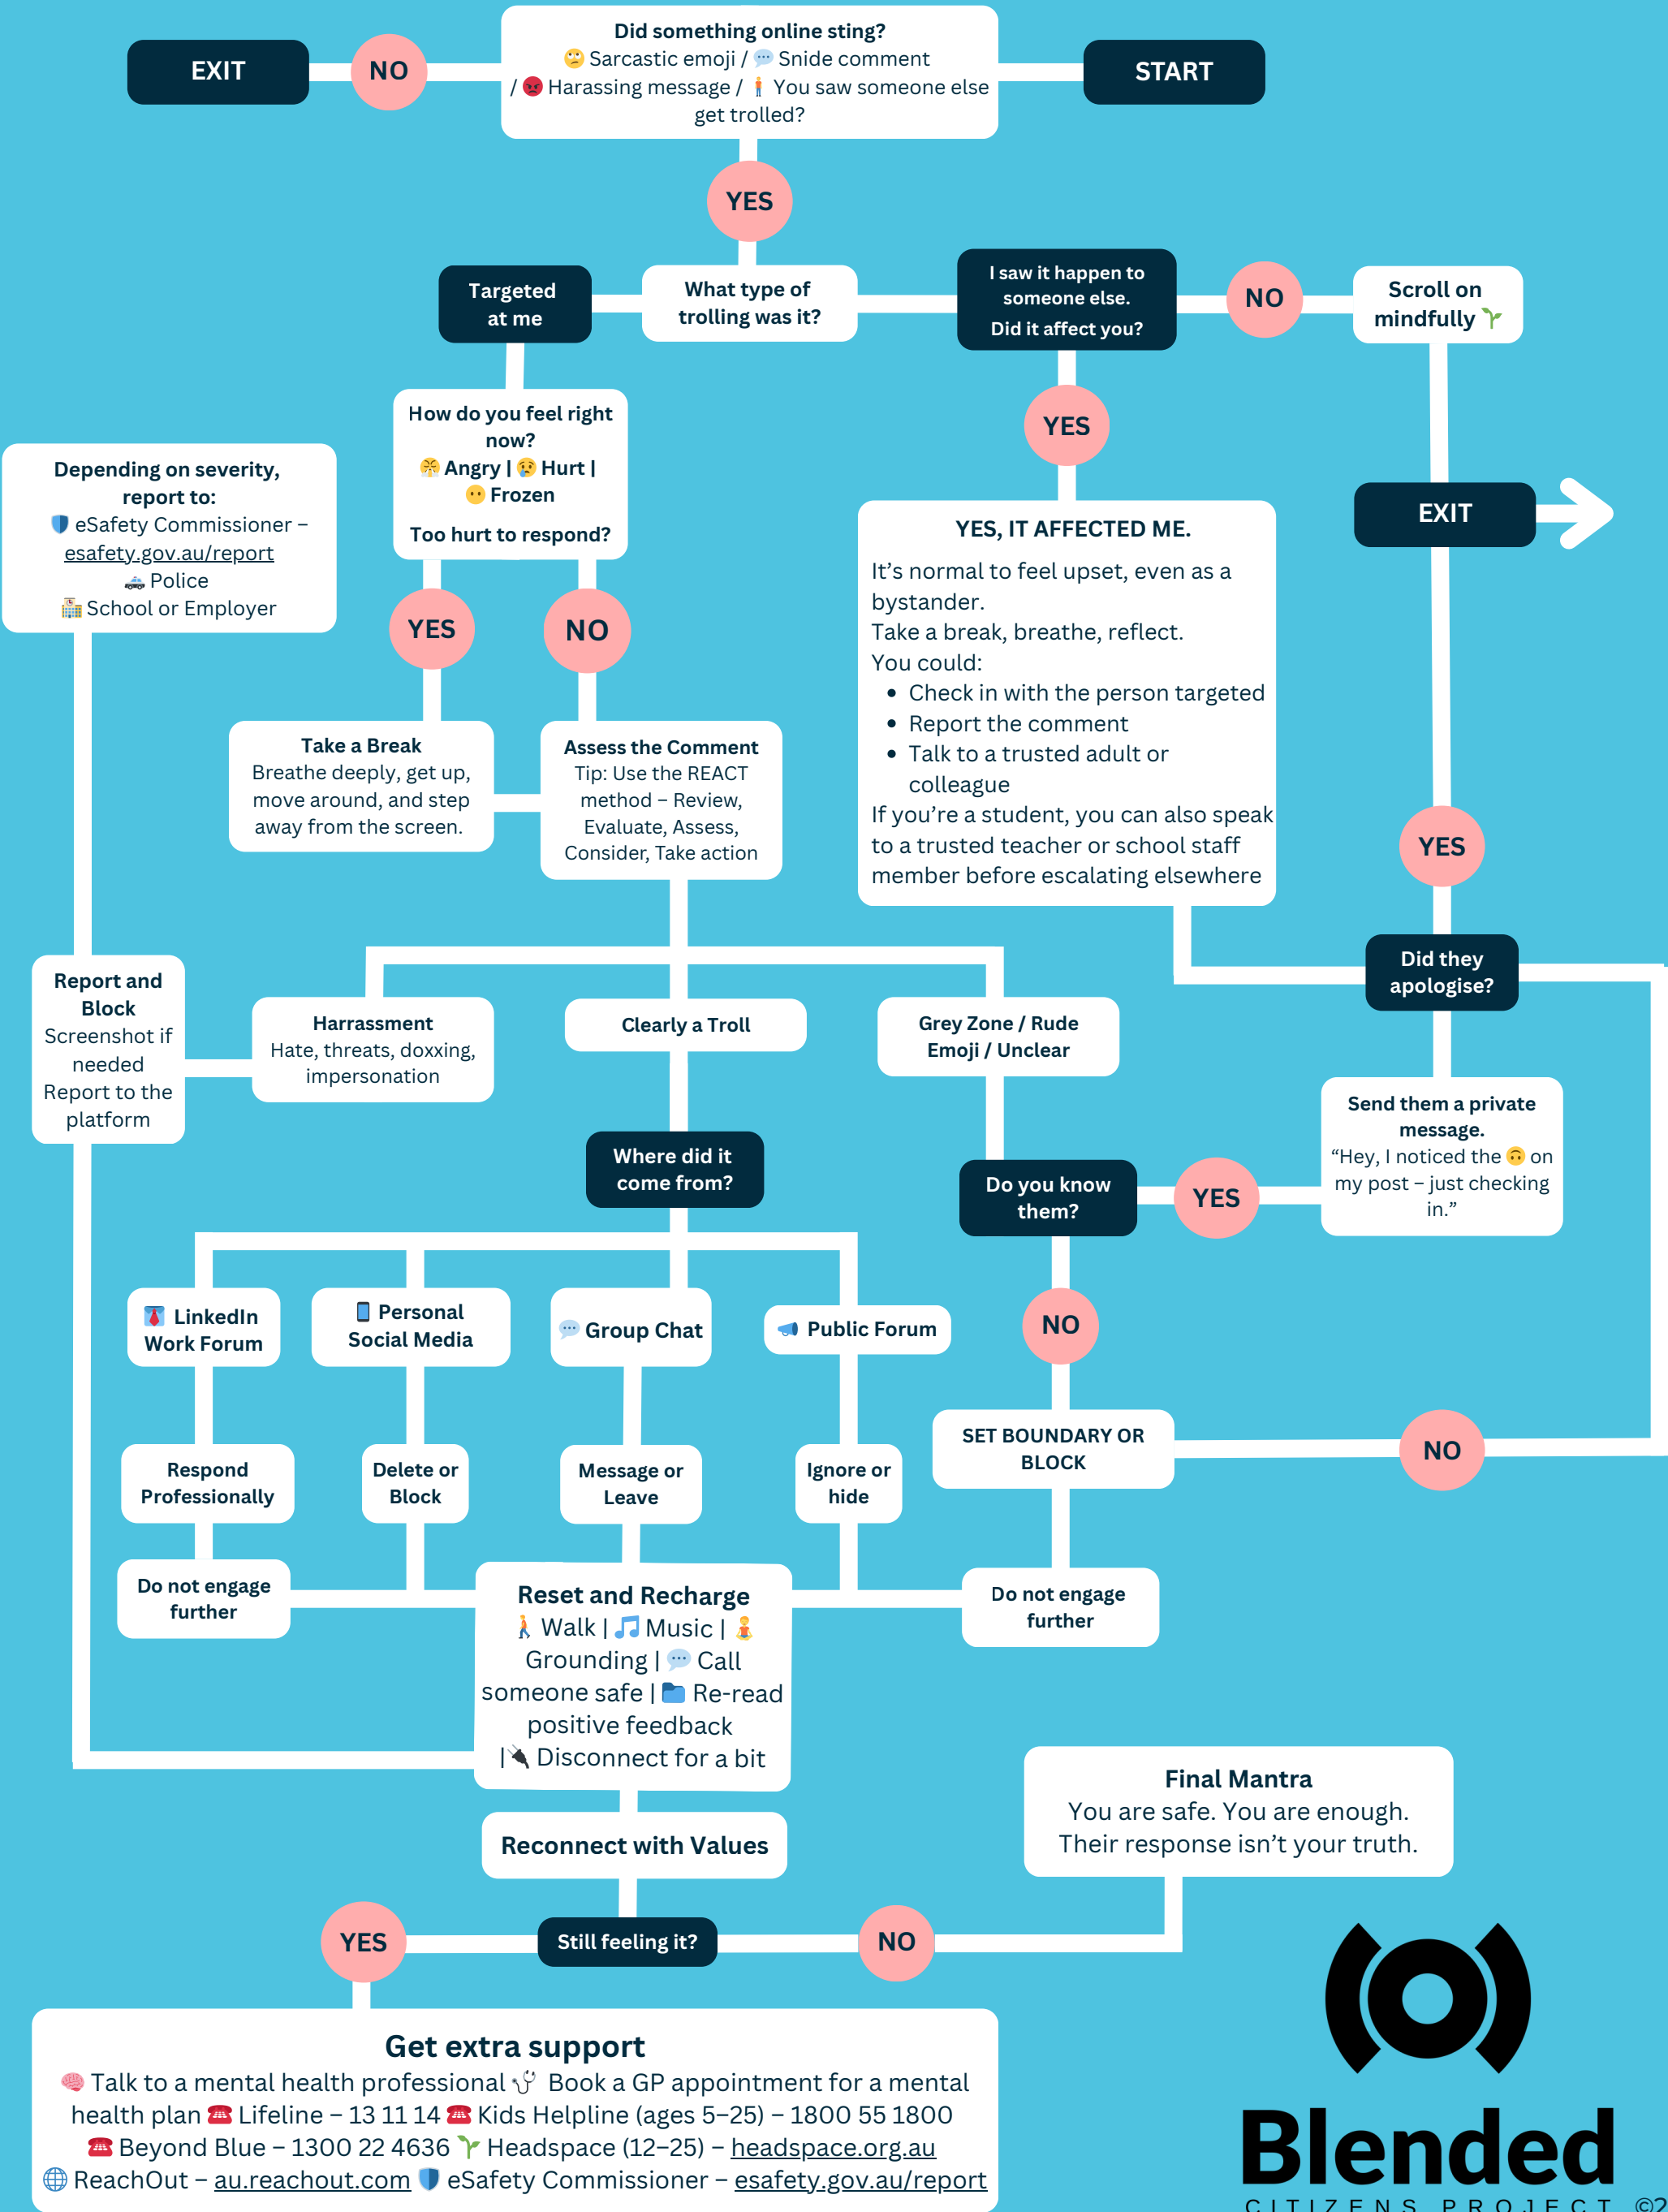 Did something online sting?
🙄 Sarcastic emoji / 💬 Snide comment
/ 😡 Harassing message / 🧍 You saw someone else
get trolled?
EXIT
NO
START
YES
Targeted
at me
What type of
trolling was it?
I saw it happen to
someone else.
Did it affect you?
NO
Scroll on
mindfully 🌱
How do you feel right
now?
😤 Angry | 😢 Hurt |
😶 Frozen
Too hurt to respond?
YES
Depending on severity,
report to:
🛡️ eSafety Commissioner –
esafety.gov.au/report
🚓 Police
🏫 School or Employer
EXIT
YES, IT AFFECTED ME.
It’s normal to feel upset, even as a
bystander.
Take a break, breathe, reflect.
You could:
• Check in with the person targeted
• Report the comment
• Talk to a trusted adult or
colleague
If you’re a student, you can also speak
to a trusted teacher or school staff
member before escalating elsewhere
YES
NO
Take a Break
Breathe deeply, get up,
move around, and step
away from the screen.
Assess the Comment
Tip: Use the REACT
method – Review,
Evaluate, Assess,
Consider, Take action
YES
Did they
apologise?
Report and
Block
Screenshot if
needed
Report to the
platform
Harrassment
Hate, threats, doxxing,
impersonation
Clearly a Troll
Grey Zone / Rude
Emoji / Unclear
Send them a private
message.
“Hey, I noticed the 🙃 on
my post – just checking
in.”
Where did it
come from?
Do you know
them?
YES
👔 LinkedIn
Work Forum
📱 Personal
Social Media
💬 Group Chat
📣 Public Forum
NO
SET BOUNDARY OR
BLOCK
NO
Respond
Professionally
Delete or
Block
Message or
Leave
Ignore or
hide
Do not engage
further
Reset and Recharge
🚶 Walk | 🎵 Music | 🧘
Grounding | 💬 Call
someone safe | 📁 Re-read
positive feedback
|🔌 Disconnect for a bit
Do not engage
further
Final Mantra
You are safe. You are enough.
Their response isn’t your truth.
Reconnect with Values
YES
Still feeling it?
NO
Get extra support
🧠 Talk to a mental health professional 🩺 Book a GP appointment for a mental
health plan ☎️ Lifeline – 13 11 14 ☎️ Kids Helpline (ages 5–25) – 1800 55 1800
☎️ Beyond Blue – 1300 22 4636 🌱 Headspace (12–25) – headspace.org.au
🌐 ReachOut – au.reachout.com 🛡️ eSafety Commissioner – esafety.gov.au/report
Blended
CITIZENS PROJECT ©2